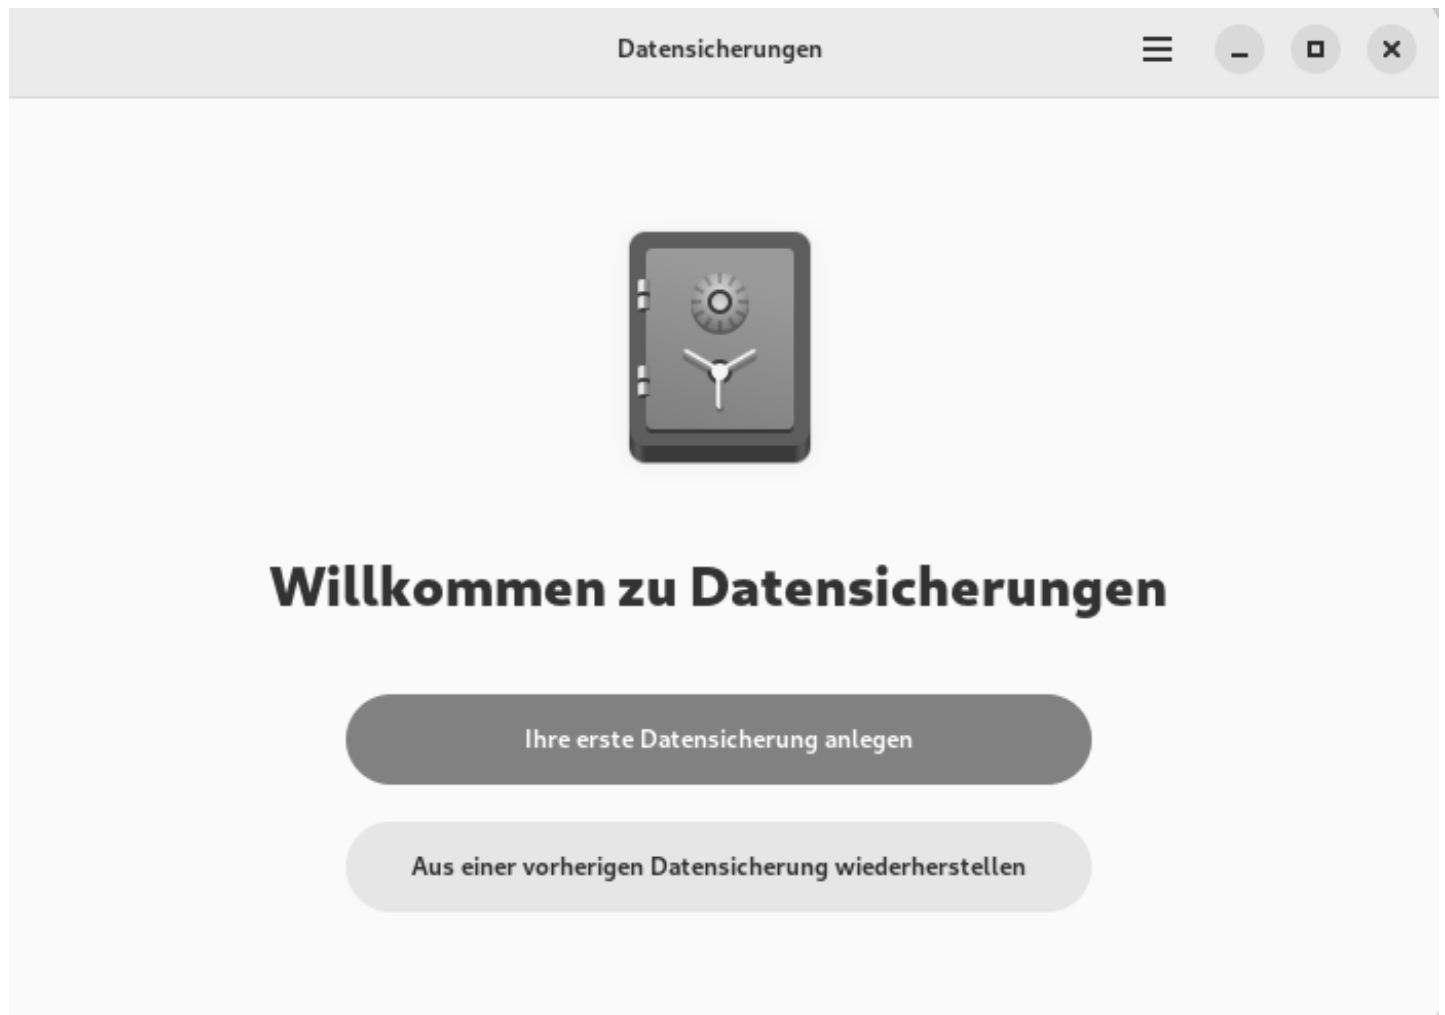 Datensicherungen
Willkommen zu Datensicherungen
Ihre erste Datensicherung anlegen
Aus einer vorherigen Datensicherung wiederherstellen